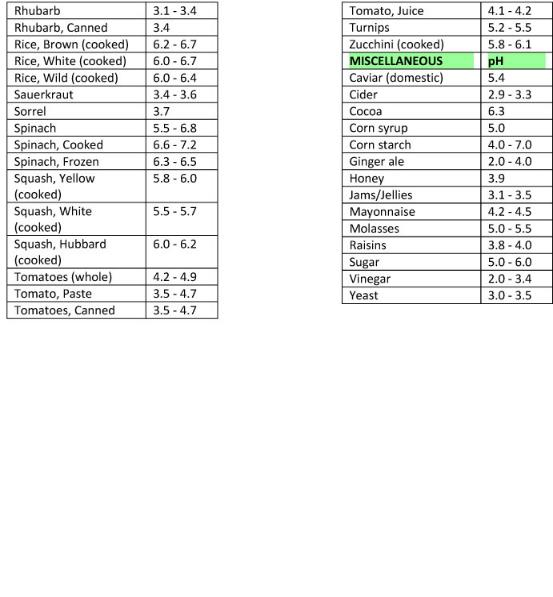 Rhubarb 3.1 - 3.4
Rhubarb, Canned 3.4
Rice, Brown (cooked) 6.2 - 6.7
Rice, White (cooked) 6.0 - 6.7
Rice, Wild (cooked) 6.0 - 6.4
Sauerkraut 3.4 - 3.6
Sorrel 3.7
Spinach 5.5 - 6.8
Spinach, Cooked 6.6 - 7.2
Spinach, Frozen 6.3 - 6.5
Squash, Yellow 5.8 - 6.0
(cooked)
Squash, White 5.5 - 5.7
(cooked)
Squash, Hubbard 6.0 - 6.2
(cooked)
Tomatoes (whole) 4.2 - 4.9
Tomato, Paste 3.5 - 4.7
Tomatoes, Canned 3.5 - 4.7
Tomato, Juice 4.1 - 4.2
Turnips 5.2 - 5.5
Zucchini (cooked) 5.8 - 6.1
MISCELLANEOUS pH
Caviar (domestic) 5.4
Cider 2.9 - 3.3
Cocoa 6.3
Corn syrup 5.0
Corn starch 4.0 - 7.0
Ginger ale 2.0 - 4.0
Honey 3.9
Jams/Jellies 3.1 - 3.5
Mayonnaise 4.2 - 4.5
Molasses 5.0 - 5.5
Raisins 3.8 - 4.0
Sugar 5.0 - 6.0
Vinegar 2.0 - 3.4
Yeast 3.0 - 3.5